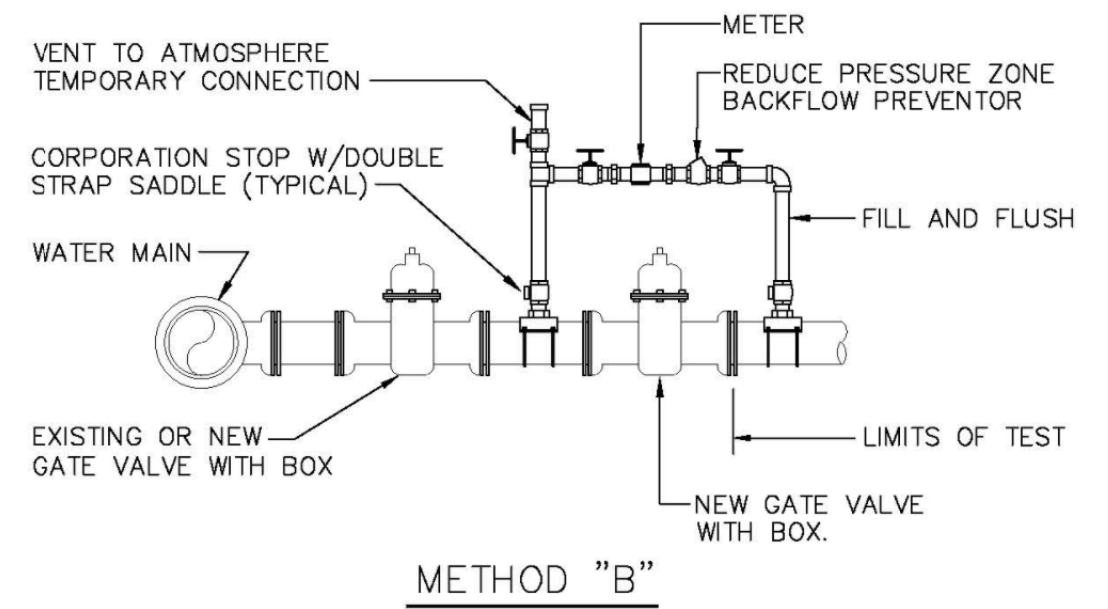 METER
VENT TO ATMOSPHERE
TEMPORARY CONNECTION
REDUCE PRESSURE ZONE
BACKFLOW PREVENTOR
CORPORATION STOP W/DOUBLE
STRAP SADDLE (TYPICAL)
FILL AND FLUSH
WATER MAIN
EXISTING OR NEW
GATE VALVE WITH BOX
LIMITS OF TEST
NEW GATE VALVE
WITH BOX.
METHOD "B"